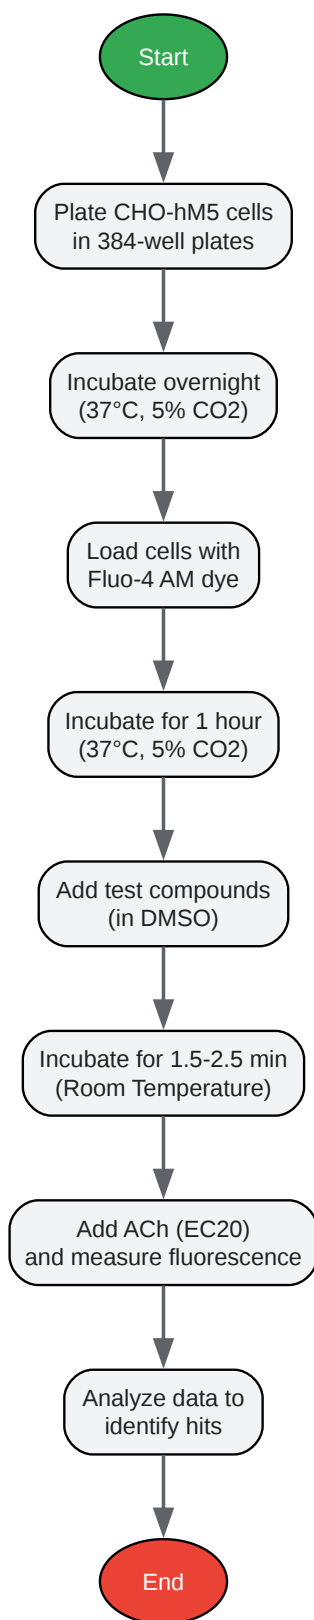 Start
Plate CHO-hM5 cells
in 384-well plates
Incubate overnight
(37°C, 5% CO2)
Load cells with
Fluo-4 AM dye
Incubate for 1 hour
(37°C, 5% CO2)
Add test compounds
(in DMSO)
Incubate for 1.5-2.5 min
(Room Temperature)
Add ACh (EC20)
and measure fluorescence
Analyze data to
identify hits
End